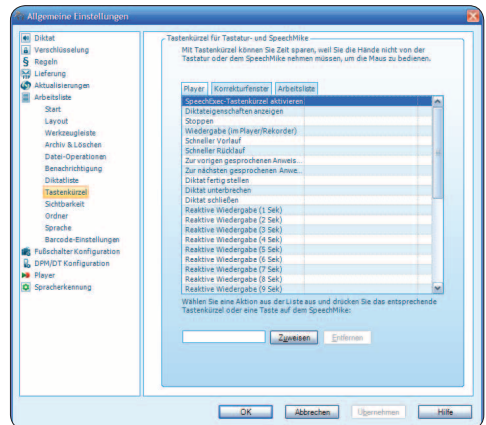 Allgemeine Einstellungen
Diktat
Verschlüsselung
Regeln
Lieferung
Aktualisierungen
Arbeitsliste
Start
Layout
Werkzeugleiste
Archiv & Löschen
Datei-Operationen
Benachrichtigung
Diktatliste
Tastenkürzel
Sichtbarkeit
Ordner
Sprache
Barcode-Einstellungen
Fußschalter Konfiguration
DPM/DT Konfiguration
Player
Spracherkennung
Tastenkürzel für Tastatur- und SpeechMike
Mit Tastenkürzel können Sie Zeit sparen, weil Sie die Hände nicht von der
Tastatur oder dem SpeechMike nehmen müssen, um die Maus zu bedienen.
Player Korrekturfenster Arbeitsliste
SpeechExec-Tastenkürzel aktivieren
Diktateigenschaften anzeigen
Stoppen
Wiedergabe (im Player/Rekorder)
Schneller Vorlauf
Schneller Rücklauf
Zur vorigen gesprochenen Anweis...
Zur nächsten gesprochenen Anwe...
Diktat fertig stellen
Diktat unterbrechen
Diktat schließen
Reaktive Wiedergabe (1 Sek)
Reaktive Wiedergabe (2 Sek)
Reaktive Wiedergabe (3 Sek)
Reaktive Wiedergabe (4 Sek)
Reaktive Wiedergabe (5 Sek)
Reaktive Wiedergabe (6 Sek)
Reaktive Wiedergabe (7 Sek)
Reaktive Wiedergabe (8 Sek)
Reaktive Wiedergabe (9 Sek)
Wählen Sie eine Aktion aus der Liste aus und drücken Sie das entsprechende
Tastenkürzel oder eine Taste auf dem SpeechMike:
Zuweisen Entfernen
OK Abbrechen Übernehmen Hilfe